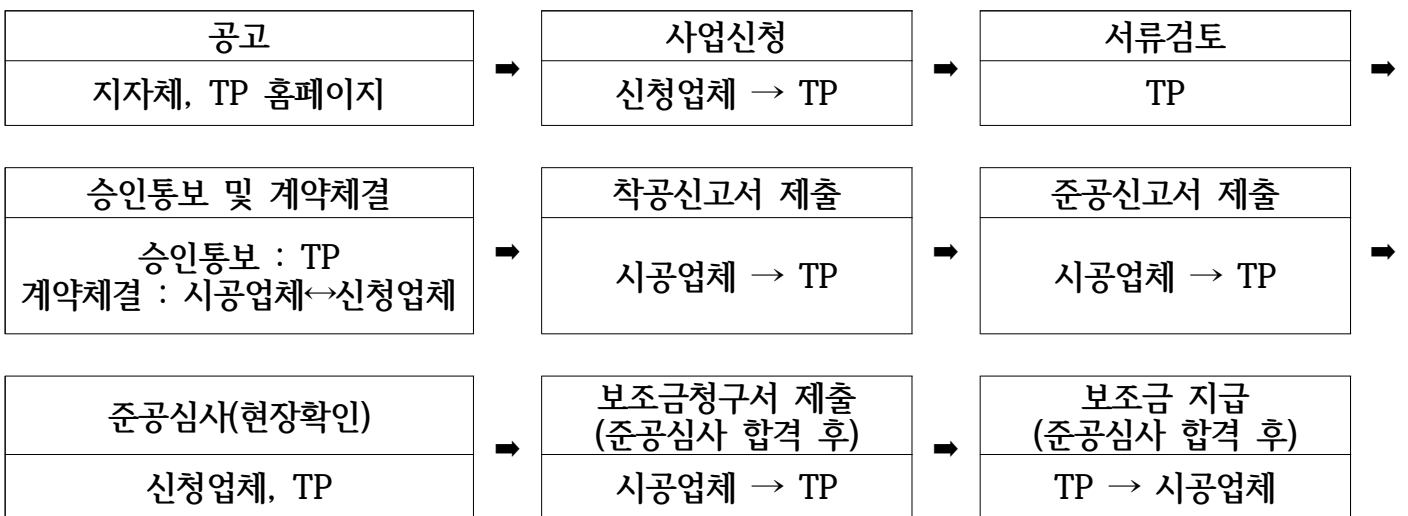 공고
지자체, TP 홈페이지
➡
사업신청
신청업체 → TP
➡
서류검토
TP
➡
승인통보 및 계약체결
승인통보 : TP
계약체결 : 시공업체↔신청업체
➡
착공신고서 제출
시공업체 → TP
➡
준공신고서 제출
시공업체 → TP
➡
준공심사(현장확인)
신청업체, TP
➡
보조금청구서 제출
(준공심사 합격 후)
시공업체 → TP
➡
보조금 지급
(준공심사 합격 후)
TP → 시공업체